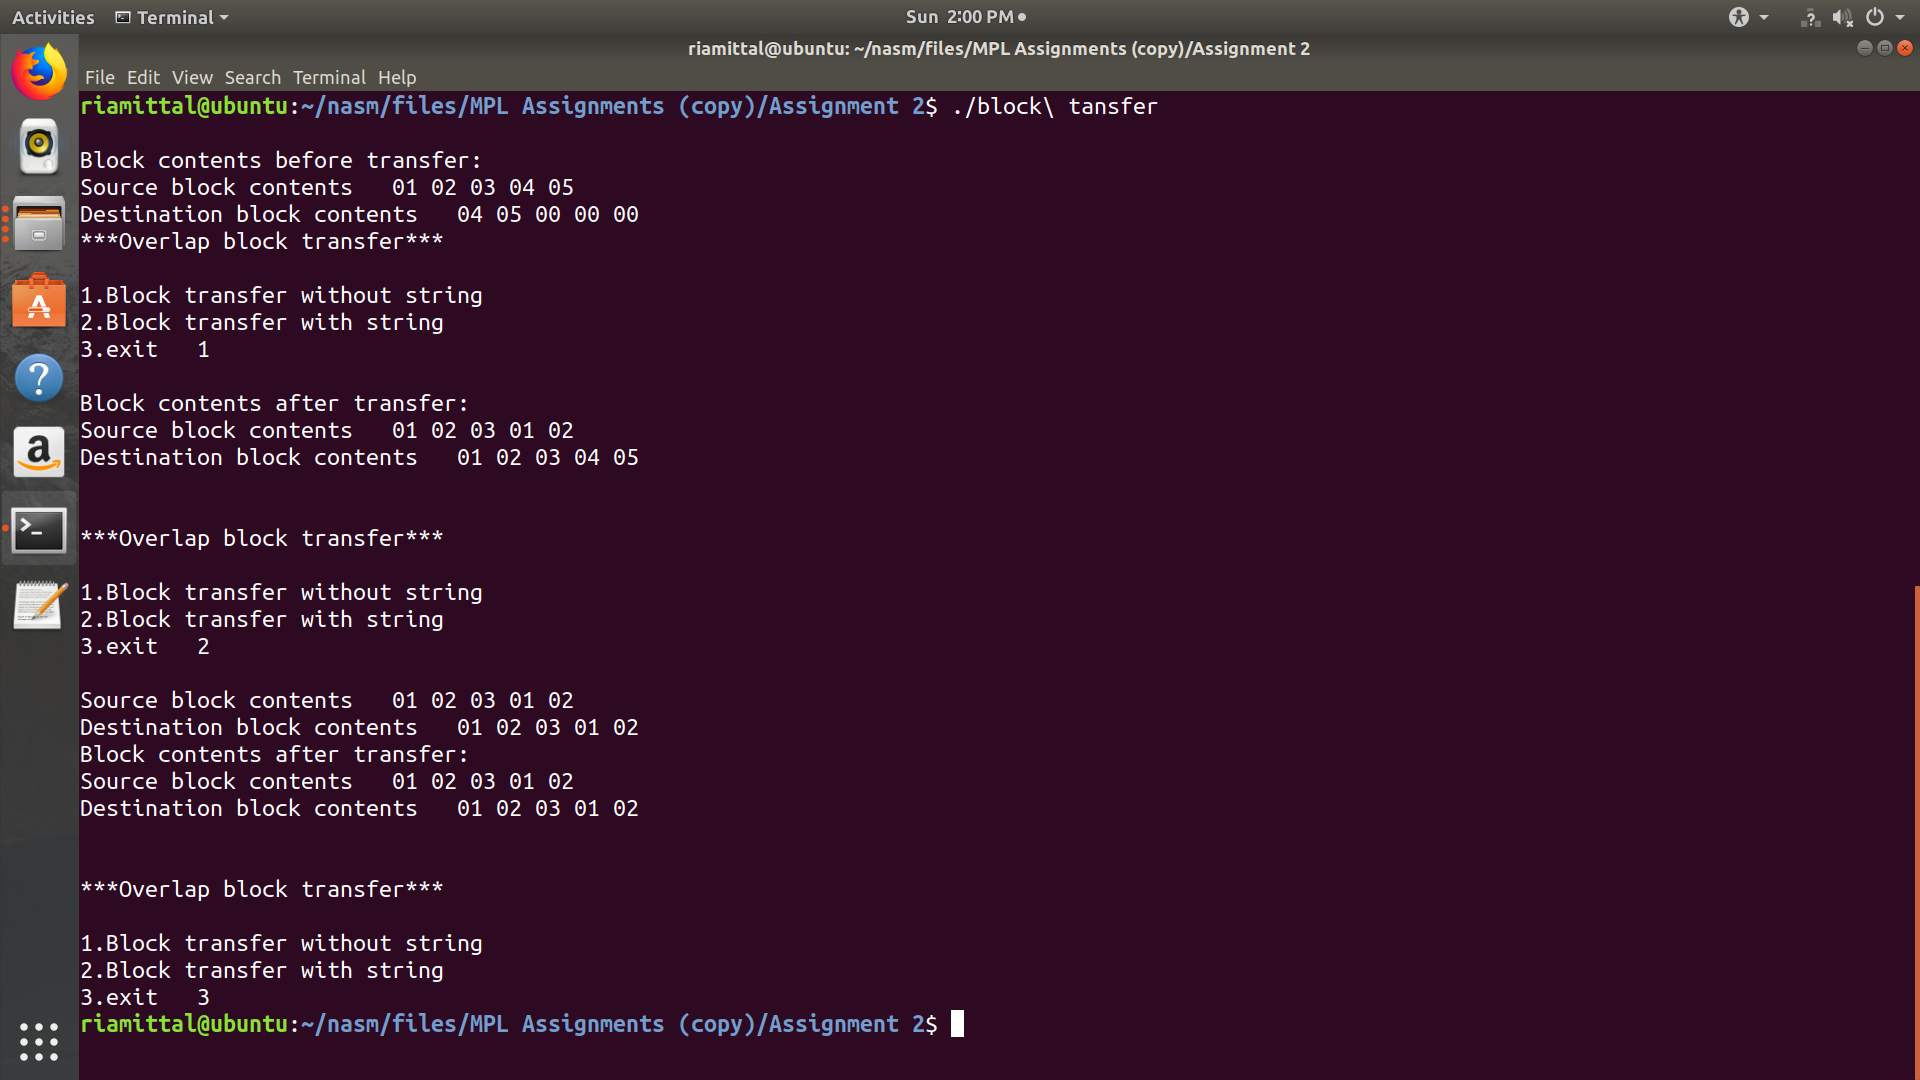 Activities Terminal Sun 2:00 PM
riamittal@ubuntu: ~/nasm/files/MPL Assignments (copy)/Assignment 2
File Edit View Search Terminal Help
riamittal@ubuntu:~/nasm/files/MPL Assignments (copy)/Assignment 2$ ./block\ tansfer
Block contents before transfer:
Source block contents   01 02 03 04 05
Destination block contents   04 05 00 00 00
***Overlap block transfer***
1.Block transfer without string
2.Block transfer with string
3.exit   1
Block contents after transfer:
Source block contents   01 02 03 01 02
Destination block contents   01 02 03 04 05
***Overlap block transfer***
1.Block transfer without string
2.Block transfer with string
3.exit   2
Source block contents   01 02 03 01 02
Destination block contents   01 02 03 01 02
Block contents after transfer:
Source block contents   01 02 03 01 02
Destination block contents   01 02 03 01 02
***Overlap block transfer***
1.Block transfer without string
2.Block transfer with string
3.exit   3
riamittal@ubuntu:~/nasm/files/MPL Assignments (copy)/Assignment 2$